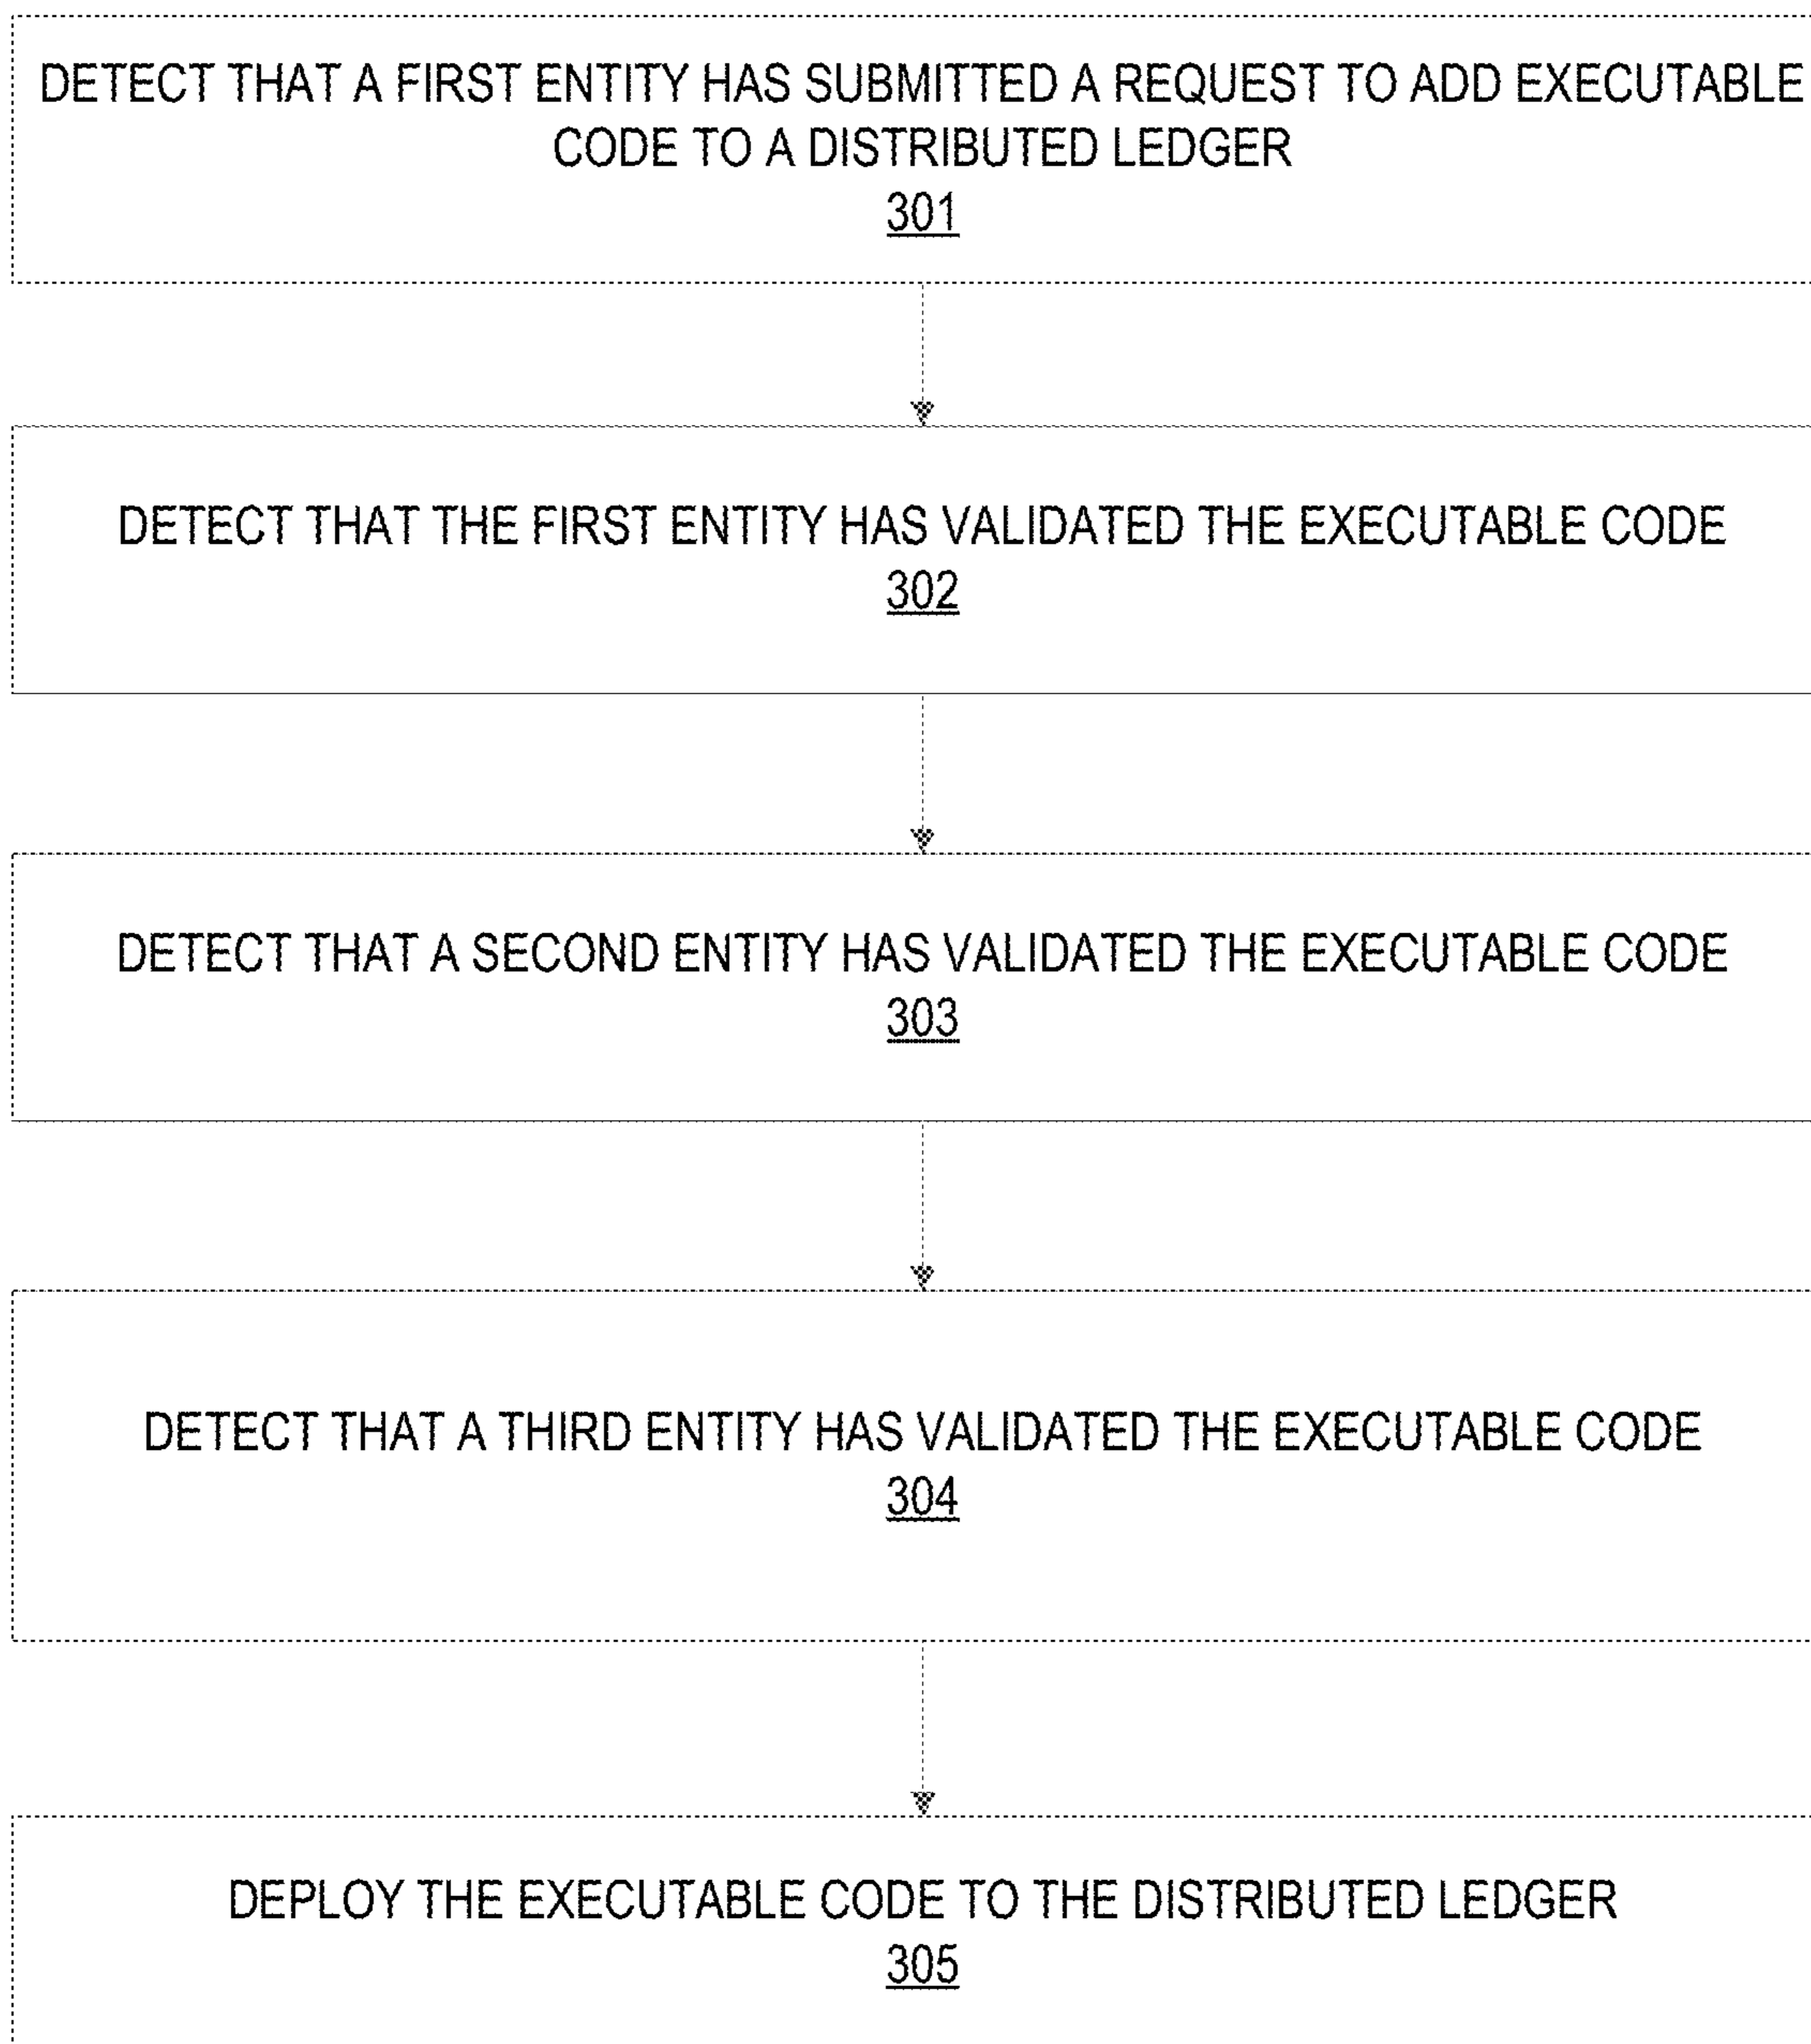 DETECT THAT A FIRST ENTITY HAS SUBMITTED A REQUEST TO ADD EXECUTABLE
CODE TO A DISTRIBUTED LEDGER
301
DETECT THAT THE FIRST ENTITY HAS VALIDATED THE EXECUTABLE CODE
302
DETECT THAT A SECOND ENTITY HAS VALIDATED THE EXECUTABLE CODE
303
DETECT THAT A THIRD ENTITY HAS VALIDATED THE EXECUTABLE CODE
304
DEPLOY THE EXECUTABLE CODE TO THE DISTRIBUTED LEDGER
305